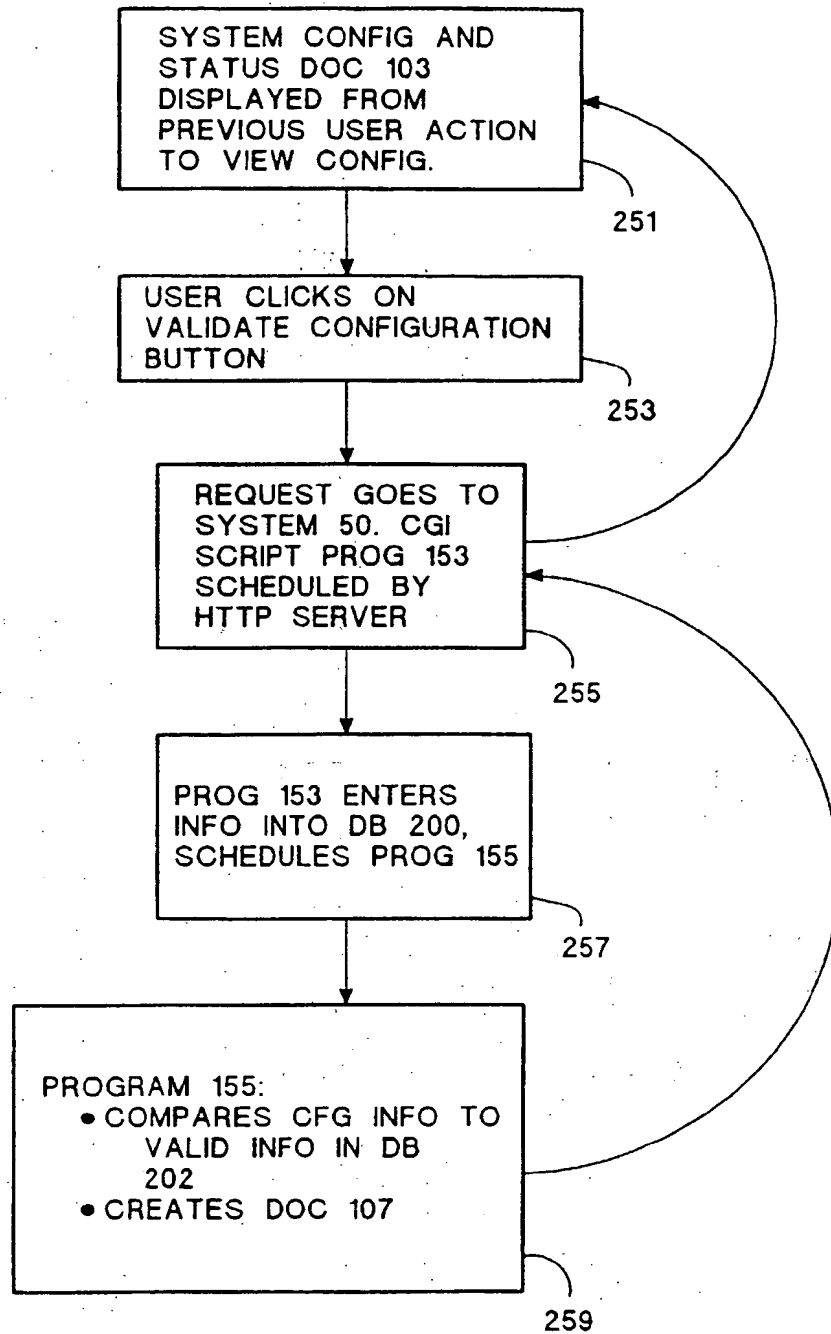 SYSTEM CONFIG AND
STATUS DOC 103
DISPLAYED FROM
PREVIOUS USER ACTION
TO VIEW CONFIG.
251
USER CLICKS ON
VALIDATE CONFIGURATION
BUTTON
253
REQUEST GOES TO
SYSTEM 50. CGI
SCRIPT PROG 153
SCHEDULED BY
HTTP SERVER
255
PROG 153 ENTERS
INFO INTO DB 200,
SCHEDULES PROG 155
257
PROGRAM 155:
• COMPARES CFG INFO TO
VALID INFO IN DB
202
• CREATES DOC 107
259